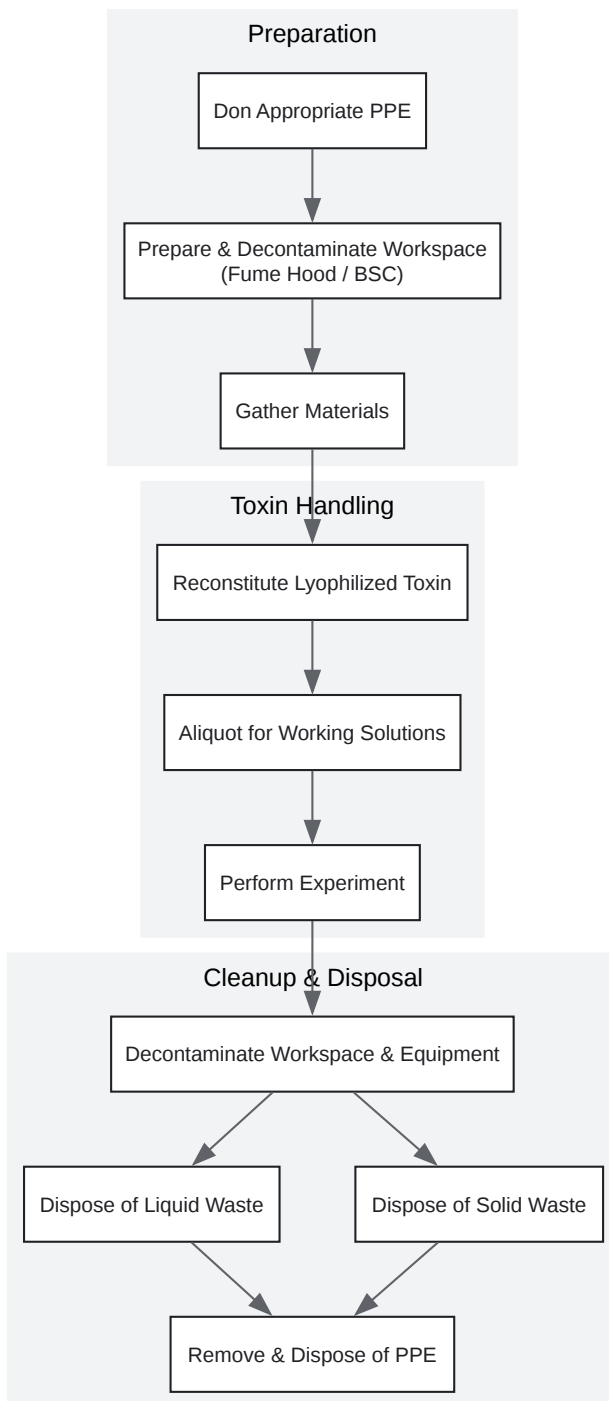 Preparation
Don Appropriate PPE
Prepare & Decontaminate Workspace
(Fume Hood / BSC)
Gather Materials
Toxin Handling
Reconstitute Lyophilized Toxin
Aliquot for Working Solutions
Perform Experiment
Cleanup & Disposal
Decontaminate Workspace & Equipment
Dispose of Liquid Waste
Dispose of Solid Waste
Remove & Dispose of PPE